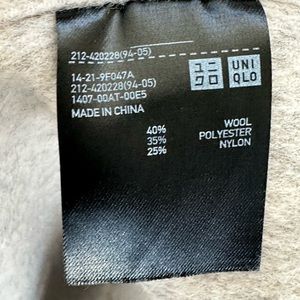 212-420228(94-05)
14-21-9F047A
212-420228(94-05)
1407-00AT-00E5
MADE IN CHINA
ユニ
クロ
UNI
QLO
40% WOOL
35% POLYESTER
25% NYLON